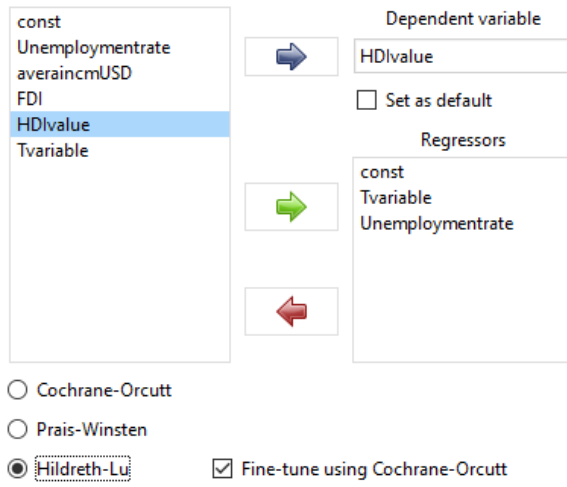 const
Unemploymentrate
averaincmUSD
FDI
HDIvalue
Tvariable
Dependent variable
HDIvalue
Set as default
Regressors
const
Tvariable
Unemploymentrate
Cochrane-Orcutt
Prais-Winsten
Hildreth-Lu Fine-tune using Cochrane-Orcutt